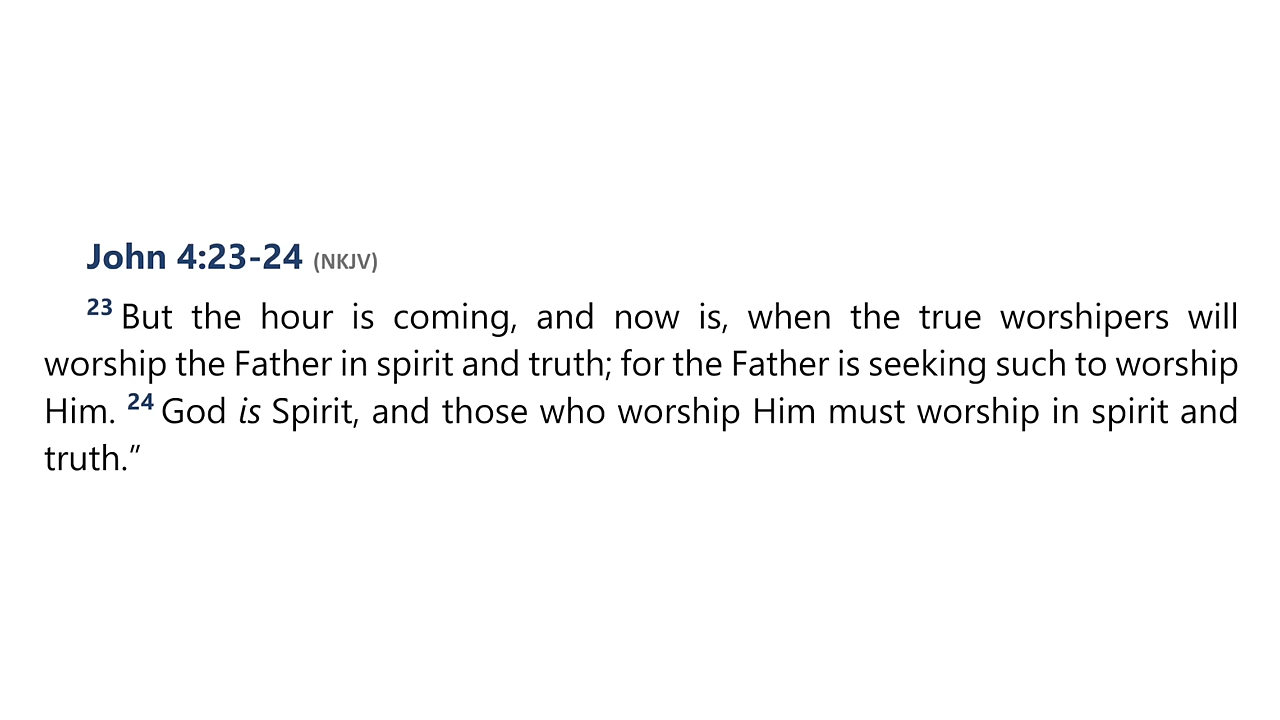 John 4:23-24 (NKJV)
23 But the hour is coming, and now is, when the true worshipers will
worship the Father in spirit and truth; for the Father is seeking such to worship
Him. 24 God is Spirit, and those who worship Him must worship in spirit and
truth.”